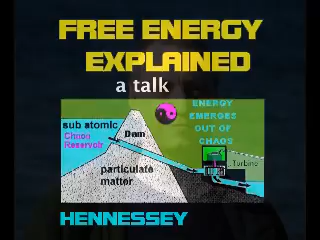 FREE ENERGY
EXPLAINED
a talk
sub atomic
Chaos
Reservoir
Dam
ENERGY
EMERGES
OUT OF
CHAOS
Turbine
particulate
matter
HENNESSEY